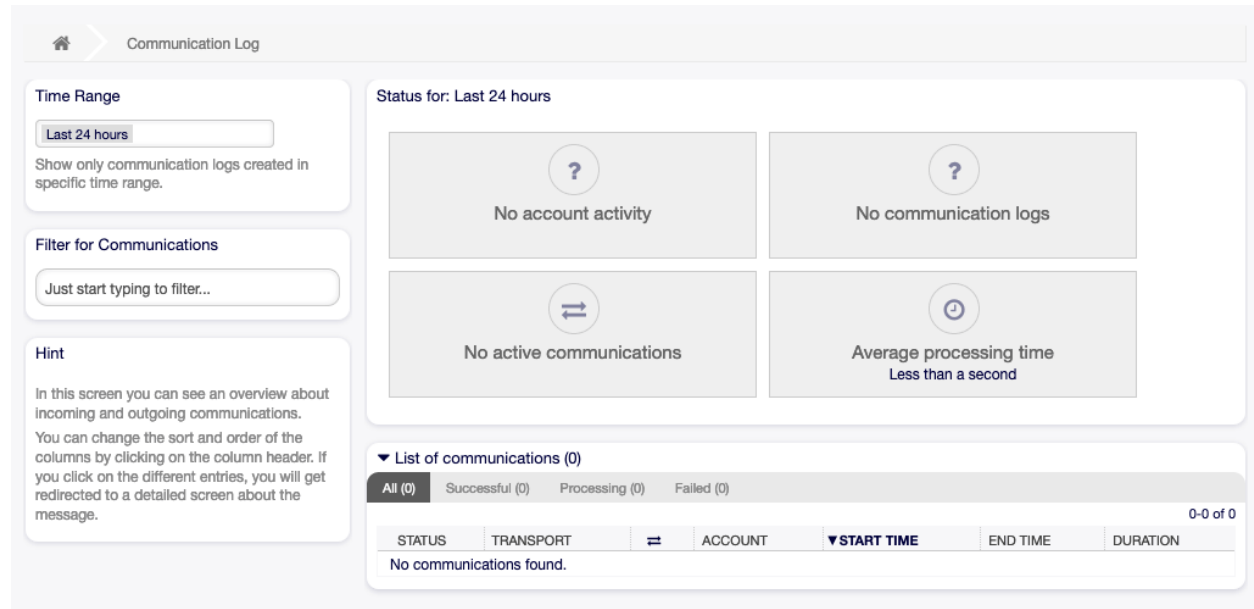 Communication Log
Time Range
Last 24 hours
Show only communication logs created in
specific time range.
Filter for Communications
Just start typing to filter...
Hint
In this screen you can see an overview about
incoming and outgoing communications.
You can change the sort and order of the
columns by clicking on the column header. If
you click on the different entries, you will get
redirected to a detailed screen about the
message.
Status for: Last 24 hours
?
No account activity
?
No communication logs
No active communications
Average processing time
Less than a second
▼ List of communications (0)
All (0) Successful (0) Processing (0) Failed (0)
0-0 of 0
STATUS TRANSPORT ⇄ ACCOUNT ▼START TIME END TIME DURATION
No communications found.